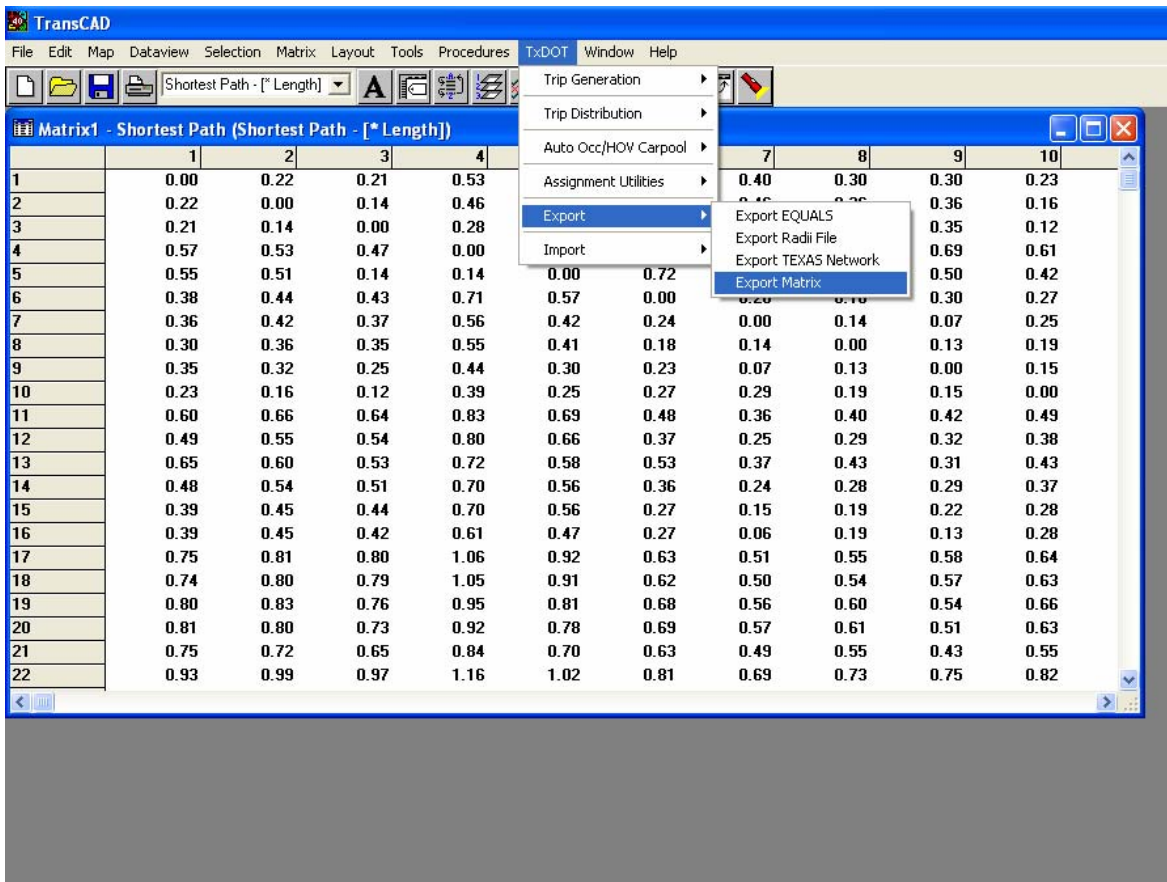 TransCAD
File Edit Map Dataview Selection Matrix Layout Tools Procedures TxDOT Window Help
Shortest Path - [* Length] A
Trip Generation
Trip Distribution
Auto Occ/HOV Carpool
Assignment Utilities
Export
Import
Export EQUALS
Export Radii File
Export TEXAS Network
Export Matrix
Matrix1 - Shortest Path (Shortest Path - [* Length])
1 2 3 4 7 8 9 10
1 0.00 0.22 0.21 0.53 0.40 0.30 0.30 0.23
2 0.22 0.00 0.14 0.46 0.36 0.16
3 0.21 0.14 0.00 0.28 0.35 0.12
4 0.57 0.53 0.47 0.00 0.69 0.61
5 0.55 0.51 0.14 0.14 0.00 0.72 0.50 0.42
6 0.38 0.44 0.43 0.71 0.57 0.00 0.30 0.27
7 0.36 0.42 0.37 0.56 0.42 0.24 0.00 0.14 0.07 0.25
8 0.30 0.36 0.35 0.55 0.41 0.18 0.14 0.00 0.13 0.19
9 0.35 0.32 0.25 0.44 0.30 0.23 0.07 0.13 0.00 0.15
10 0.23 0.16 0.12 0.39 0.25 0.27 0.29 0.19 0.15 0.00
11 0.60 0.66 0.64 0.83 0.69 0.48 0.36 0.40 0.42 0.49
12 0.49 0.55 0.54 0.80 0.66 0.37 0.25 0.29 0.32 0.38
13 0.65 0.60 0.53 0.72 0.58 0.53 0.37 0.43 0.31 0.43
14 0.48 0.54 0.51 0.70 0.56 0.36 0.24 0.28 0.29 0.37
15 0.39 0.45 0.44 0.70 0.56 0.27 0.15 0.19 0.22 0.28
16 0.39 0.45 0.42 0.61 0.47 0.27 0.06 0.19 0.13 0.28
17 0.75 0.81 0.80 1.06 0.92 0.63 0.51 0.55 0.58 0.64
18 0.74 0.80 0.79 1.05 0.91 0.62 0.50 0.54 0.57 0.63
19 0.80 0.83 0.76 0.95 0.81 0.68 0.56 0.60 0.54 0.66
20 0.81 0.80 0.73 0.92 0.78 0.69 0.57 0.61 0.51 0.63
21 0.75 0.72 0.65 0.84 0.70 0.63 0.49 0.55 0.43 0.55
22 0.93 0.99 0.97 1.16 1.02 0.81 0.69 0.73 0.75 0.82